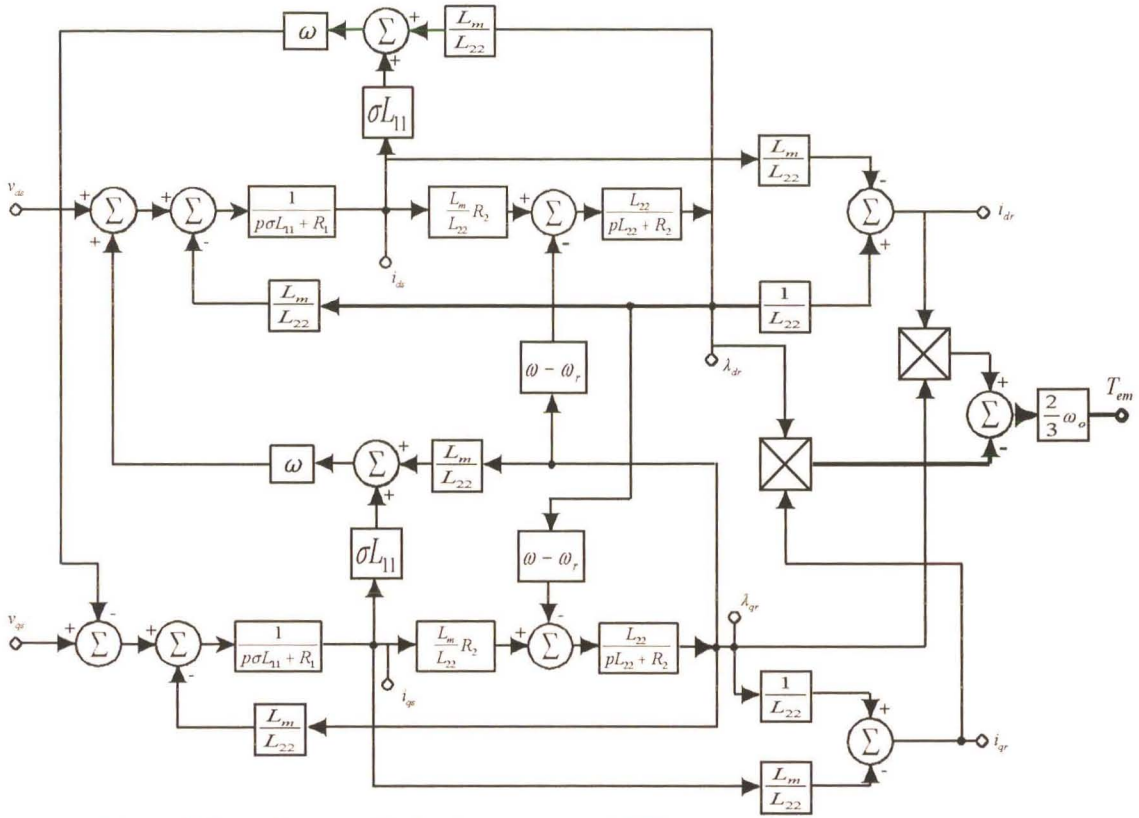 ω
Σ
+
+
L_m/L_22
σL_11
v_ds
+
Σ
+
+
Σ
-
1/(pσL_11 + R_1)
i_ds
L_m/L_22 R_2
+
Σ
-
L_22/(pL_22 + R_2)
L_m/L_22
-
Σ
+
i_dr
L_m/L_22
1/L_22
λ_dr
ω − ω_r
+
Σ
-
2/3 ω_o
T_em
ω
Σ
+
+
L_m/L_22
σL_11
ω − ω_r
v_qs
+
Σ
-
+
Σ
-
1/(pσL_11 + R_1)
i_qs
L_m/L_22 R_2
+
Σ
-
L_22/(pL_22 + R_2)
λ_qr
L_m/L_22
1/L_22
+
Σ
-
i_qr
L_m/L_22